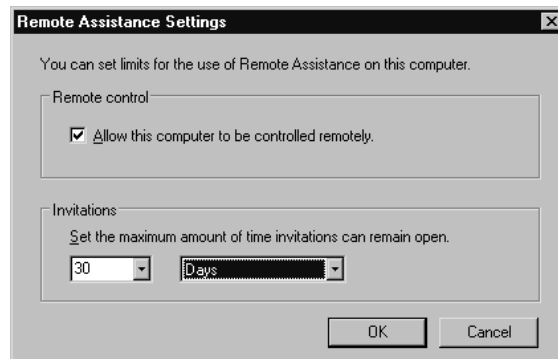 Remote Assistance Settings
You can set limits for the use of Remote Assistance on this computer.
Remote control
Allow this computer to be controlled remotely.
Invitations
Set the maximum amount of time invitations can remain open.
30 Days
OK Cancel